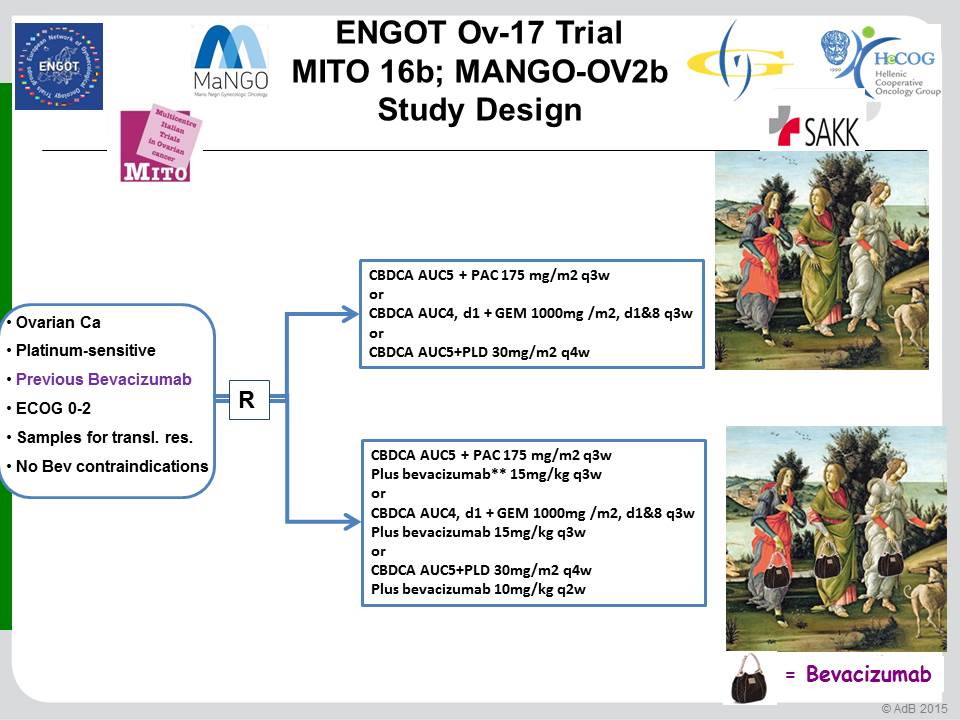 ENGOT Ov-17 Trial
MITO 16b; MANGO-OV2b
Study Design
European Network of
Gynaecological Oncology Trial Groups
ENGOT
MaNGO
Mario Negri Gynecologic Oncology
Multicentre
Italian
Trials
in Ovarian
cancer
MITO
1990
HeCOG
Hellenic
Cooperative
Oncology Group
SAKK
• Ovarian Ca
• Platinum-sensitive
• Previous Bevacizumab
• ECOG 0-2
• Samples for transl. res.
• No Bev contraindications
R
CBDCA AUC5 + PAC 175 mg/m2 q3w
or
CBDCA AUC4, d1 + GEM 1000mg /m2, d1&8 q3w
or
CBDCA AUC5+PLD 30mg/m2 q4w
CBDCA AUC5 + PAC 175 mg/m2 q3w
Plus bevacizumab** 15mg/kg q3w
or
CBDCA AUC4, d1 + GEM 1000mg /m2, d1&8 q3w
Plus bevacizumab 15mg/kg q3w
or
CBDCA AUC5+PLD 30mg/m2 q4w
Plus bevacizumab 10mg/kg q2w
= Bevacizumab
© AdB 2015